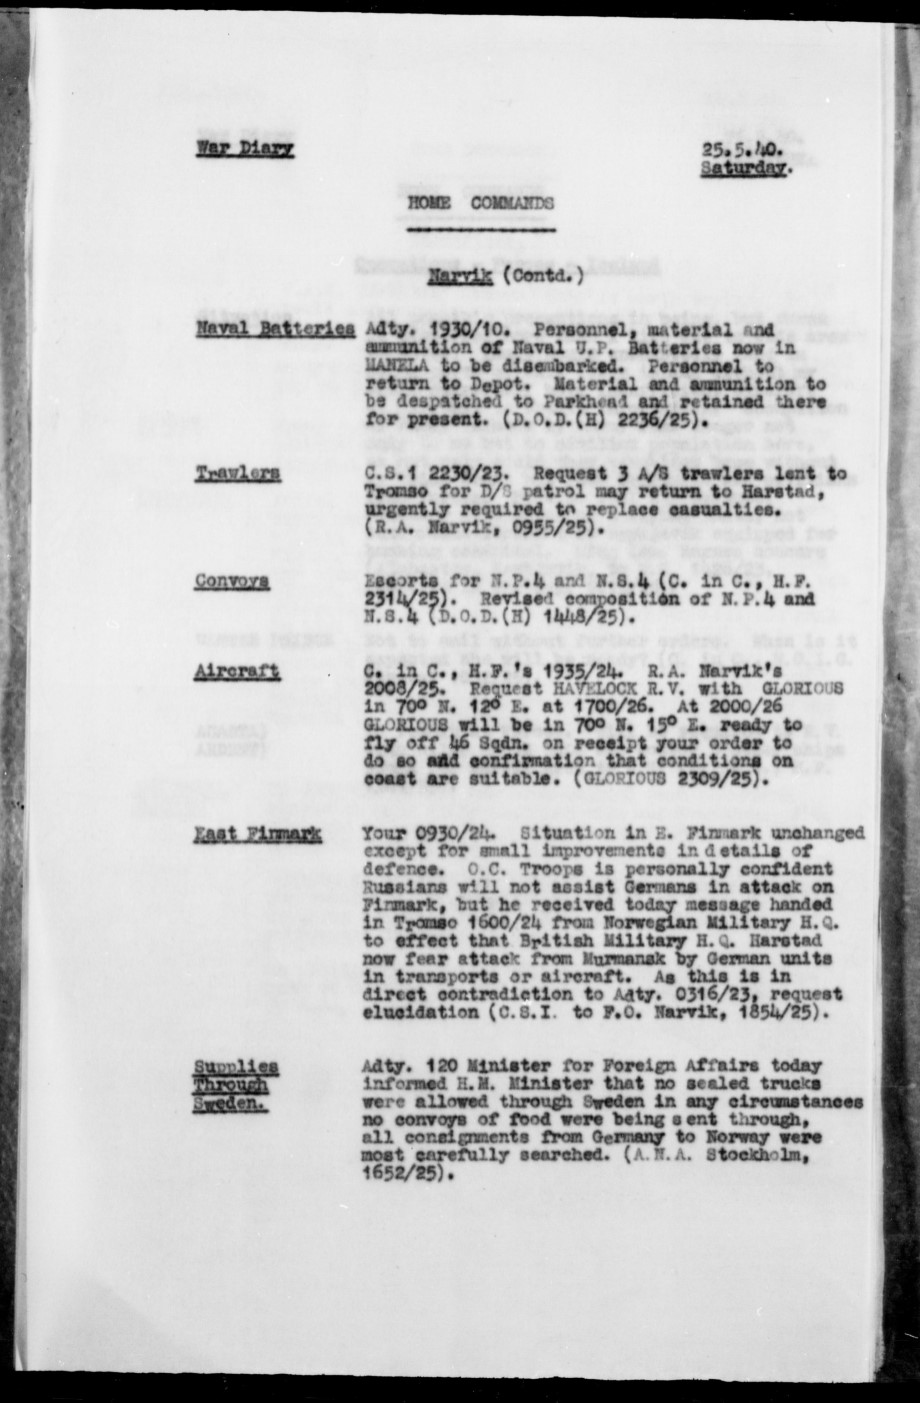 War Diary
25.5.40.
Saturday.
HOME COMMANDS
Narvik (Contd.)
Naval Batteries Adty. 1930/10. Personnel, material and
ammunition of Naval U.P. Batteries now in
MANELA to be disembarked. Personnel to
return to Depot. Material and ammunition to
be despatched to Parkhead and retained there
for present. (D.O.D.(H) 2236/25).
Trawlers C.S.1 2230/23. Request 3 A/S trawlers lent to
Tromso for D/S patrol may return to Harstad,
urgently required to replace casualties.
(R.A. Narvik, 0955/25).
Convoys Escorts for N.P.4 and N.S.4 (C. in C., H.F.
2314/25). Revised composition of N.P.4 and
N.S.4 (D.O.D.(H) 1448/25).
Aircraft C. in C., H.F.'s 1935/24. R.A. Narvik's
2008/25. Request HAVELOCK R.V. with GLORIOUS
in 70° N. 12° E. at 1700/26. At 2000/26
GLORIOUS will be in 70° N. 15° E. ready to
fly off 46 Sqdn. on receipt your order to
do so and confirmation that conditions on
coast are suitable. (GLORIOUS 2309/25).
East Finmark Your 0930/24. Situation in E. Finmark unchanged
except for small improvements in details of
defence. O.C. Troops is personally confident
Russians will not assist Germans in attack on
Finmark, but he received today message handed
in Tromso 1600/24 from Norwegian Military H.Q.
to effect that British Military H.Q. Harstad
now fear attack from Murmansk by German units
in transports or aircraft. As this is in
direct contradiction to Adty. 0316/23, request
elucidation (C.S.I. to F.O. Narvik, 1854/25).
Supplies Adty. 120 Minister for Foreign Affairs today
Through informed H.M. Minister that no sealed trucks
Sweden. were allowed through Sweden in any circumstances
no convoys of food were being sent through,
all consignments from Germany to Norway were
most carefully searched. (A.N.A. Stockholm,
1652/25).